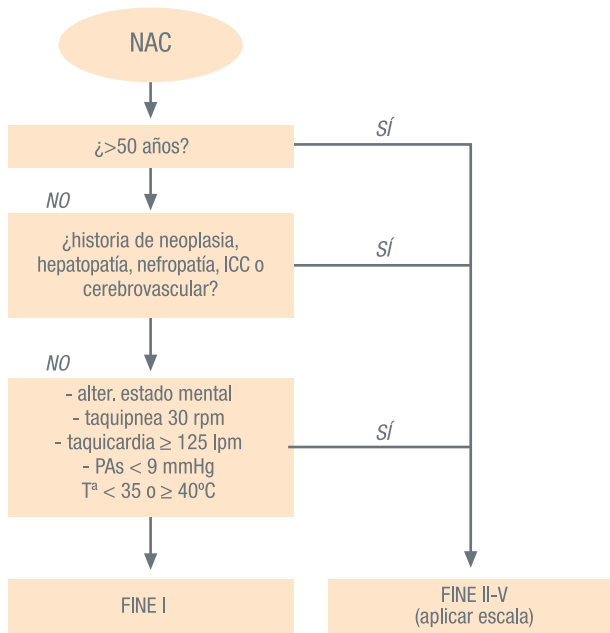 NAC
¿>50 años?
SÍ
NO
¿historia de neoplasia,
hepatopatía, nefropatía, ICC o
cerebrovascular?
SÍ
NO
- alter. estado mental
- taquipnea 30 rpm
- taquicardia ≥ 125 lpm
- PAs < 9 mmHg
Tª < 35 o ≥ 40ºC
SÍ
FINE I
FINE II-V
(aplicar escala)